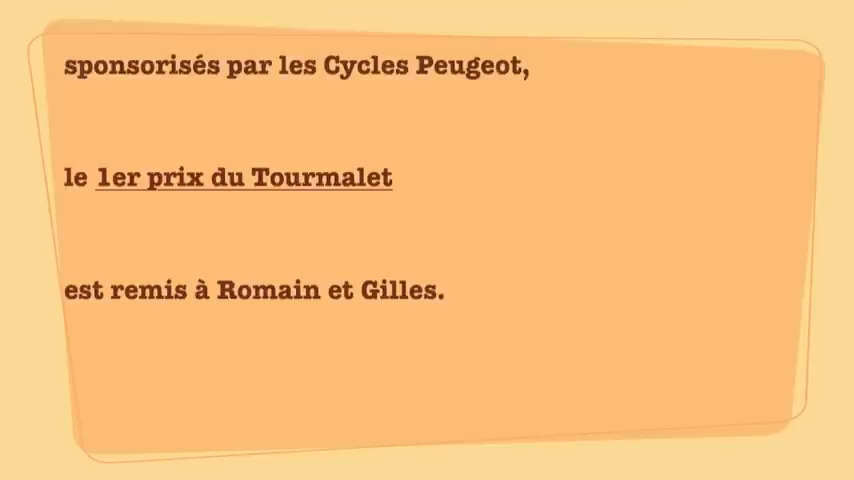 sponsorisés par les Cycles Peugeot,
le 1er prix du Tourmalet
est remis à Romain et Gilles.